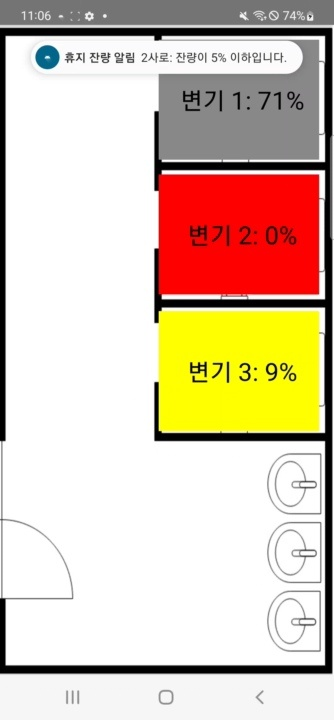 11:06
74%
휴지 잔량 알림 2사로: 잔량이 5% 이하입니다.
변기 1: 71%
변기 2: 0%
변기 3: 9%